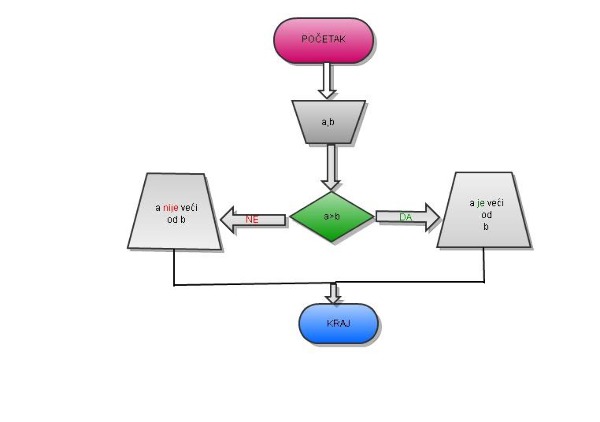 POČETAK
a,b
a nije veći
od b
NE
a>b
DA
a je veći
od
b
KRAJ